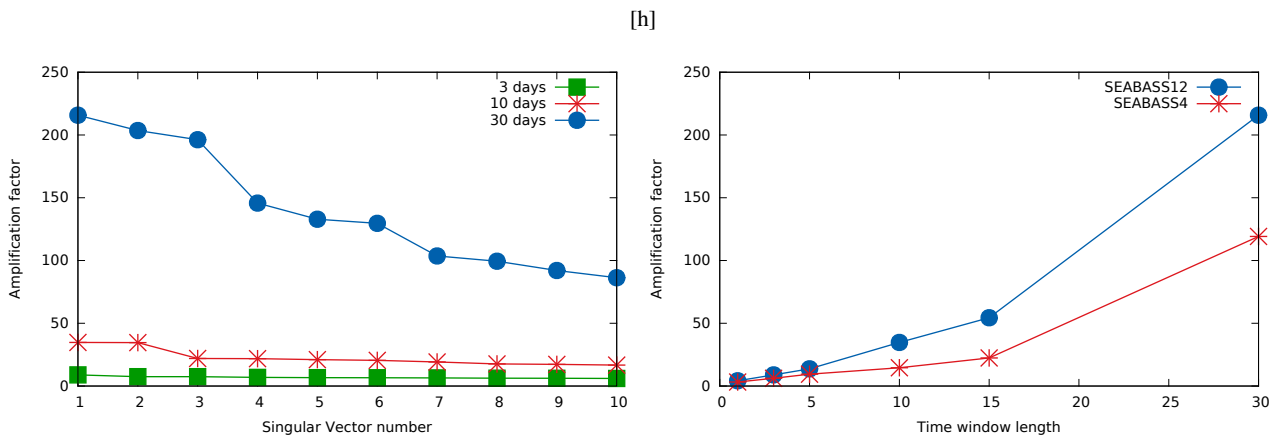 [h]
250
200
150
100
50
0
Amplification factor
3 days
10 days
30 days
1 2 3 4 5 6 7 8 9 10
Singular Vector number
250
200
150
100
50
0
Amplification factor
SEABASS12
SEABASS4
0 5 10 15 20 25 30
Time window length